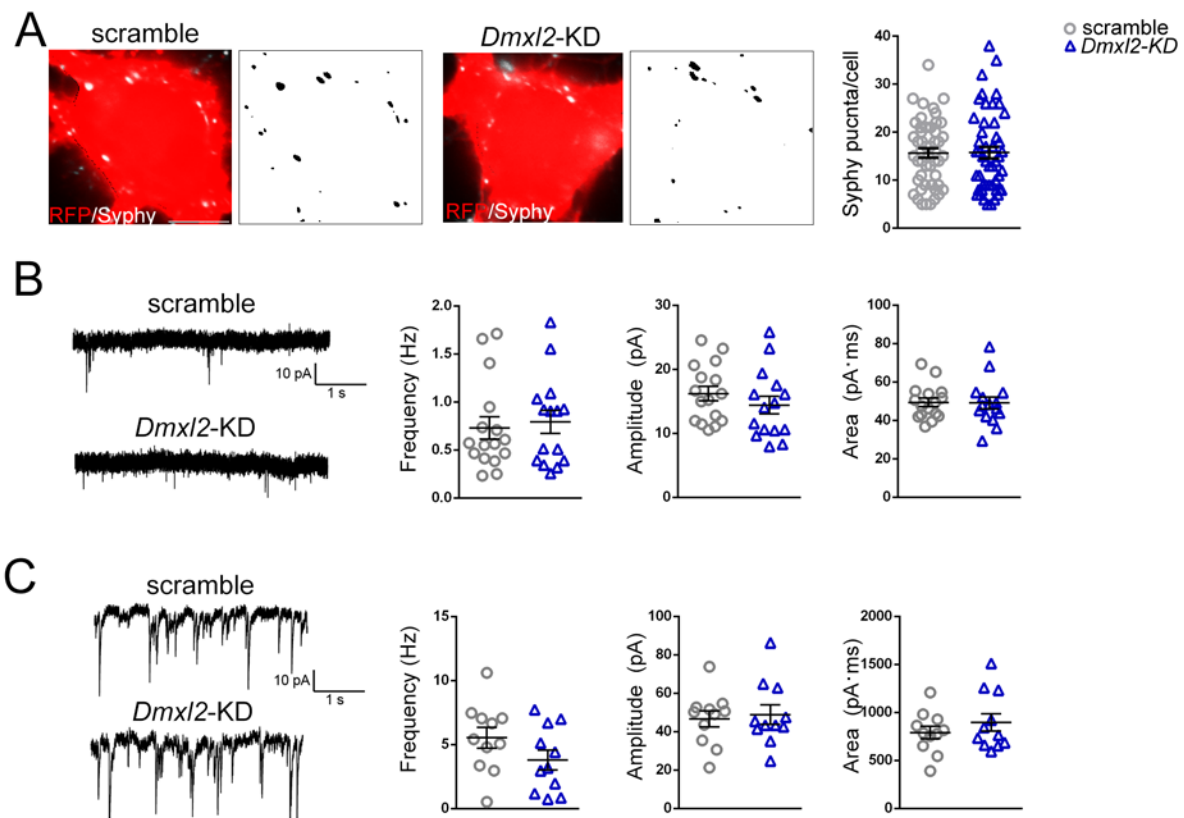 A
scramble
Dmxl2-KD
RFP/Syphy
RFP/Syphy
Syphy pucnta/cell
40
30
20
10
0
scramble
Dmxl2-KD
B
scramble
10 pA
1 s
Dmxl2-KD
Frequency (Hz)
2.0
1.5
1.0
0.5
0.0
Amplitude (pA)
30
20
10
0
Area (pA·ms)
100
80
60
40
20
0
C
scramble
10 pA
1 s
Dmxl2-KD
Frequency (Hz)
15
10
5
0
Amplitude (pA)
100
80
60
40
20
0
Area (pA·ms)
2000
1500
1000
500
0